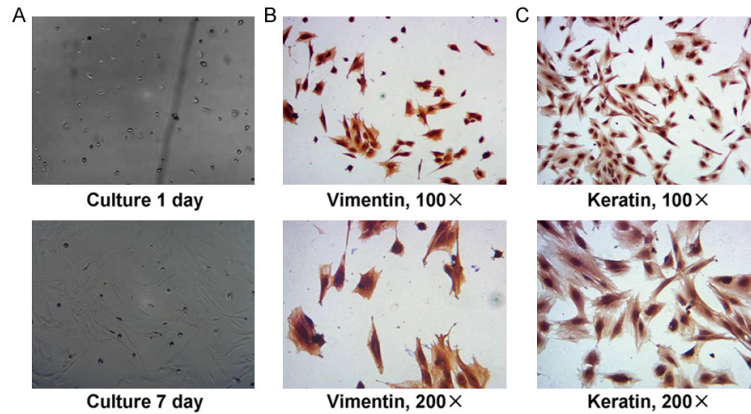 A
B
C
Culture 1 day
Vimentin, 100×
Keratin, 100×
Culture 7 day
Vimentin, 200×
Keratin, 200×